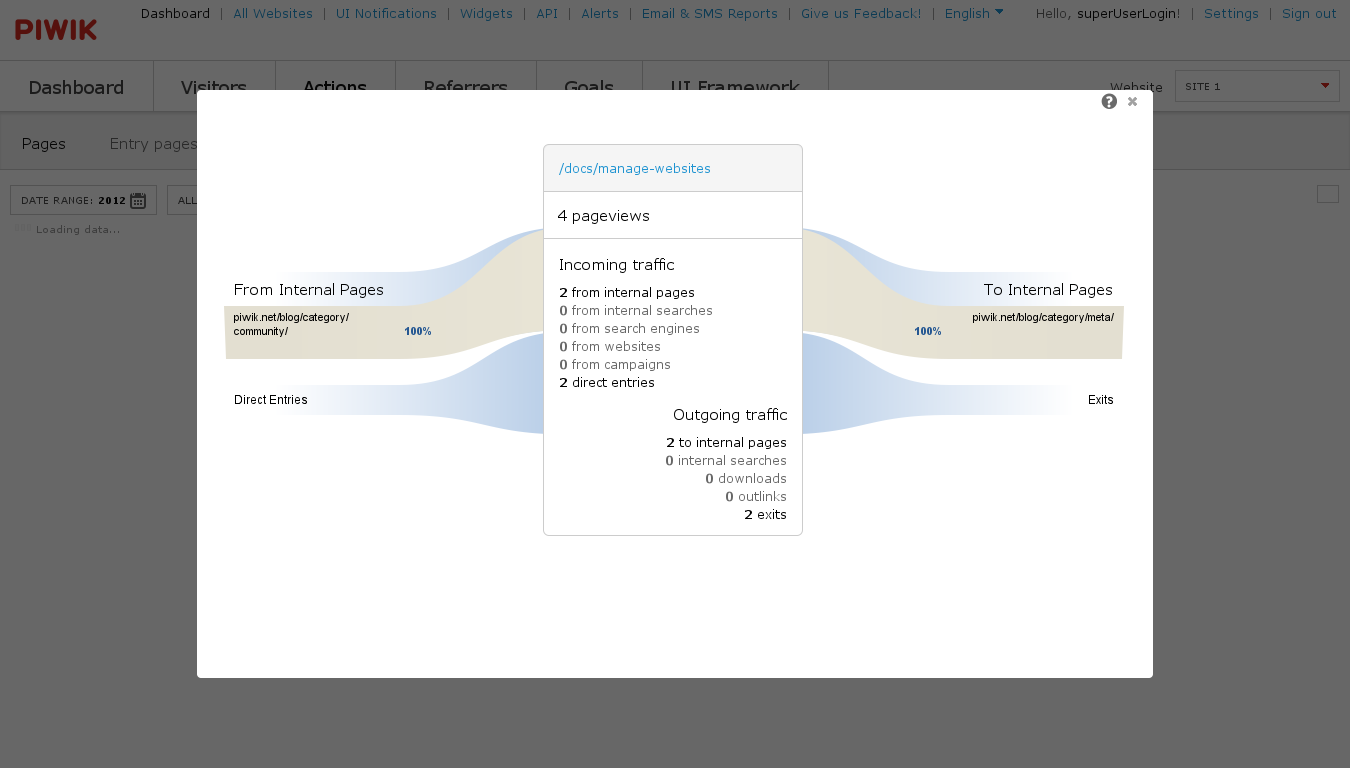 Dashboard | All Websites | UI Notifications | Widgets | API | Alerts | Email & SMS Reports | Give us Feedback! | English Hello, superUserLogin! | Settings | Sign out
PIWIK
Dashboard Visitors Actions Referrers Goals UI Framework Website SITE 1
Pages Entry pages
DATE RANGE: 2012 ALL
Loading data...
/docs/manage-websites
4 pageviews
Incoming traffic
2 from internal pages
0 from internal searches
0 from search engines
0 from websites
0 from campaigns
2 direct entries
Outgoing traffic
2 to internal pages
0 internal searches
0 downloads
0 outlinks
2 exits
From Internal Pages
piwik.net/blog/category/
community/
100%
Direct Entries
To Internal Pages
piwik.net/blog/category/meta/
100%
Exits